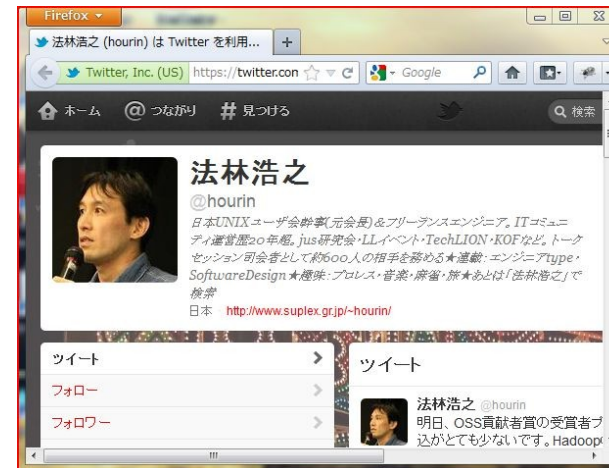 Firefox
法林浩之 (hourin) は Twitter を利用...
Twitter, Inc. (US) https://twitter.com
Google
ホーム @ つながり # 見つける
検索
法林浩之
@hourin
日本UNIXユーザ会幹事(元会長)&フリーランスエンジニア。ITコミュニ
ティ運営歴20年超。jus研究会・LLイベント・TechLION・KOFなど。トーク
セッション司会者として約600人の相手を務める★連載:エンジニアtype・
SoftwareDesign★趣味:プロレス・音楽・麻雀・旅★あとは「法林浩之」で
検索
日本 http://www.suplex.gr.jp/~hourin/
ツイート
フォロー
フォロワー
ツイート
法林浩之 @hourin
明日、OSS貢献者賞の受賞者プ
込がとても少ないです。Hadoop